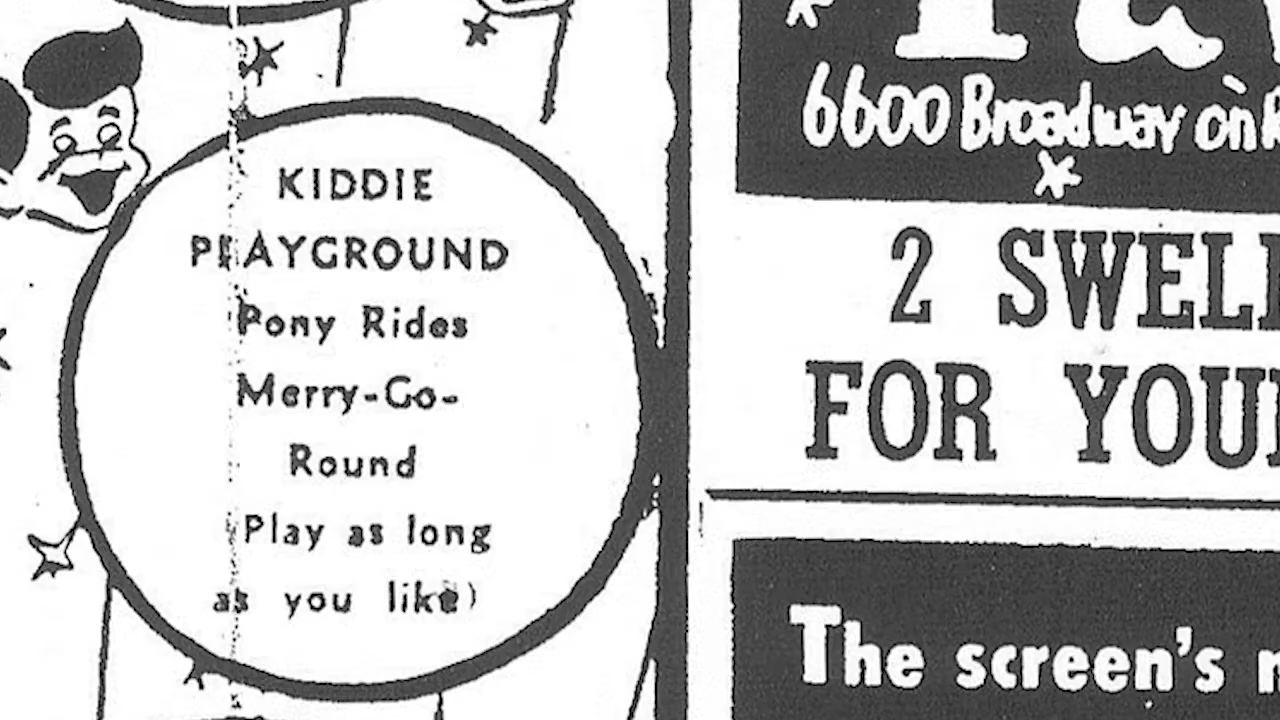 KIDDIE
PLAYGROUND
Pony Rides
Merry-Go-
Round
Play as long
as you like)
6600 Broadway on
2 SWELL
FOR YOUR
The screen's